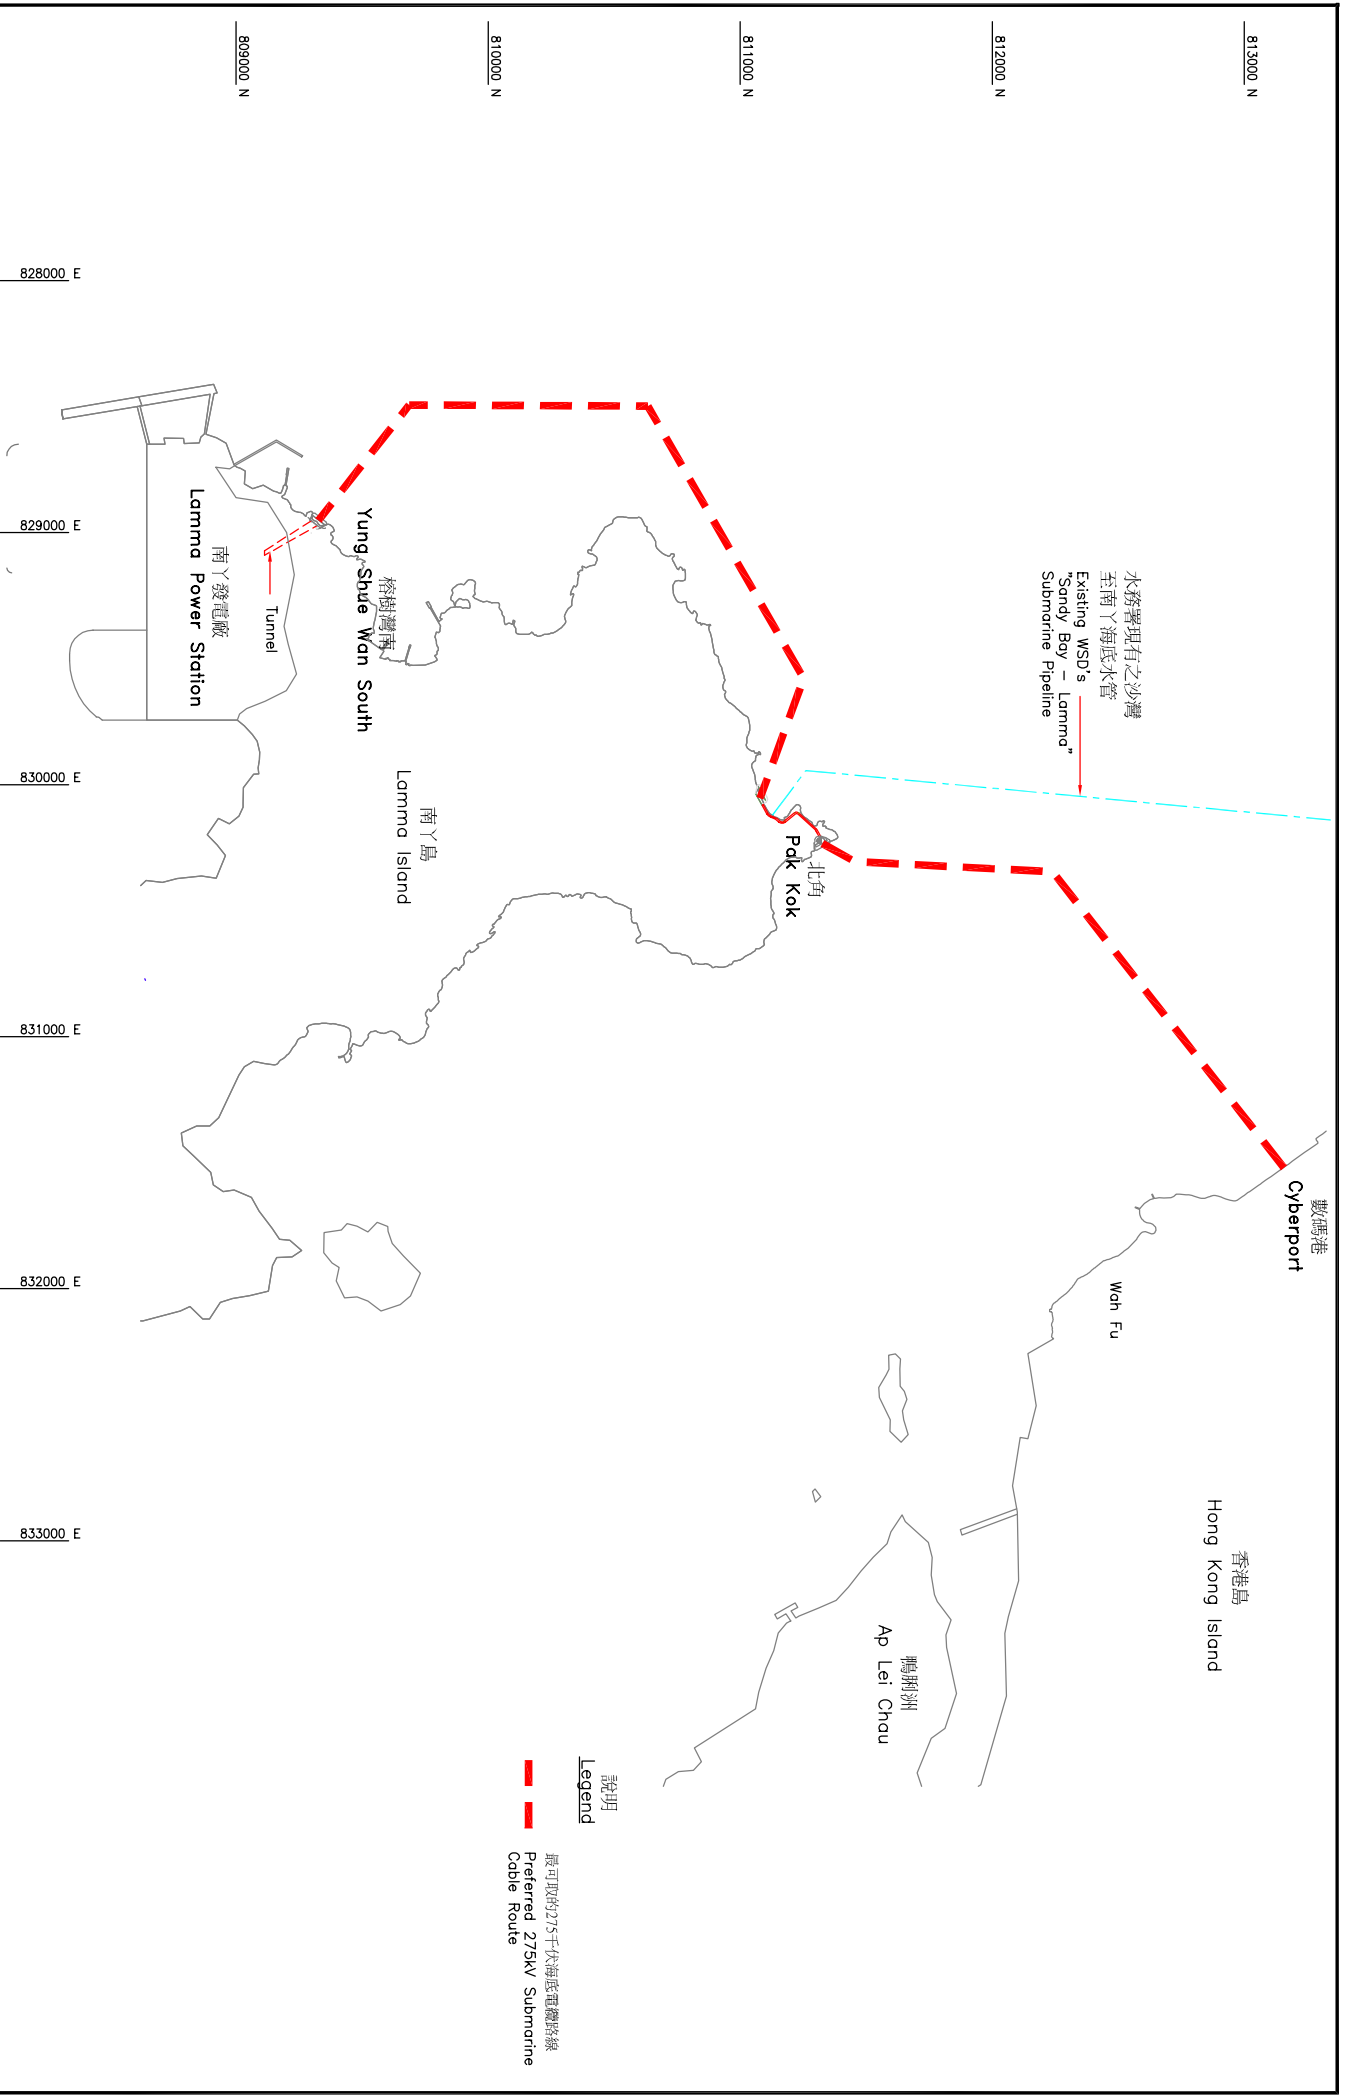 813000 N
812000 N
811000 N
810000 N
809000 N
828000 E
829000 E
830000 E
831000 E
832000 E
833000 E
水務署現有之沙灣
至南丫海底水管
Existing WSD's
"Sandy Bay – Lamma"
Submarine Pipeline
數碼港
Cyberport
Wah Fu
香港島
Hong Kong Island
鴨脷洲
Ap Lei Chau
北角
Pak Kok
南丫島
Lamma Island
榕樹灣南
Yung Shue Wan South
Tunnel
南丫發電廠
Lamma Power Station
說明
Legend
最可取的275千伏海底電纜路線
Preferred 275kV Submarine
Cable Route